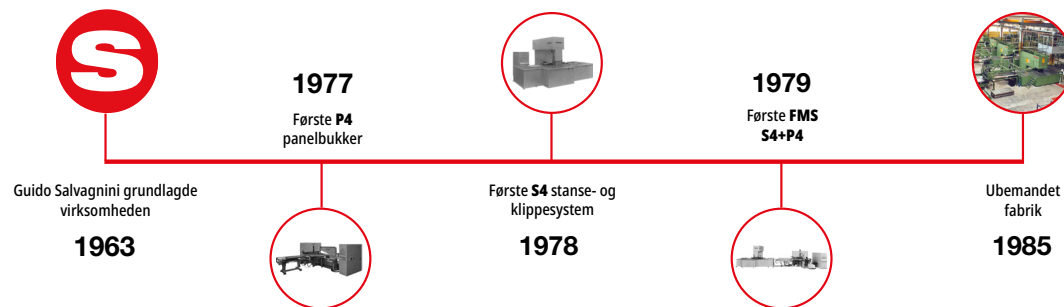 S
Guido Salvagnini grundlagde
virksomheden
1963
1977
Første P4
panelbukker
Første S4 stanse- og
klippesystem
1978
1979
Første FMS
S4+P4
Ubemandet
fabrik
1985